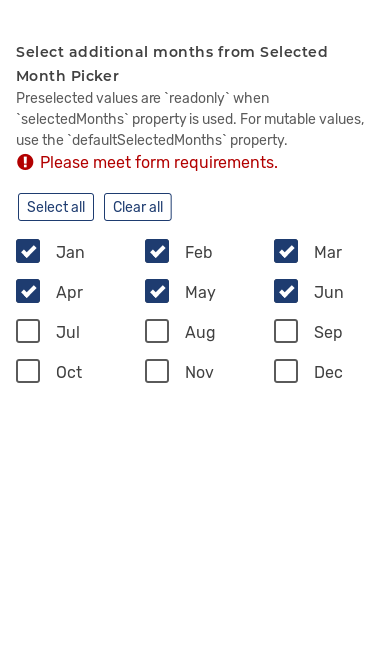 Select additional months from Selected
Month Picker
Preselected values are `readonly` when
`selectedMonths` property is used. For mutable values,
use the `defaultSelectedMonths` property.
Please meet form requirements.
Select all Clear all
Jan Feb Mar
Apr May Jun
Jul Aug Sep
Oct Nov Dec